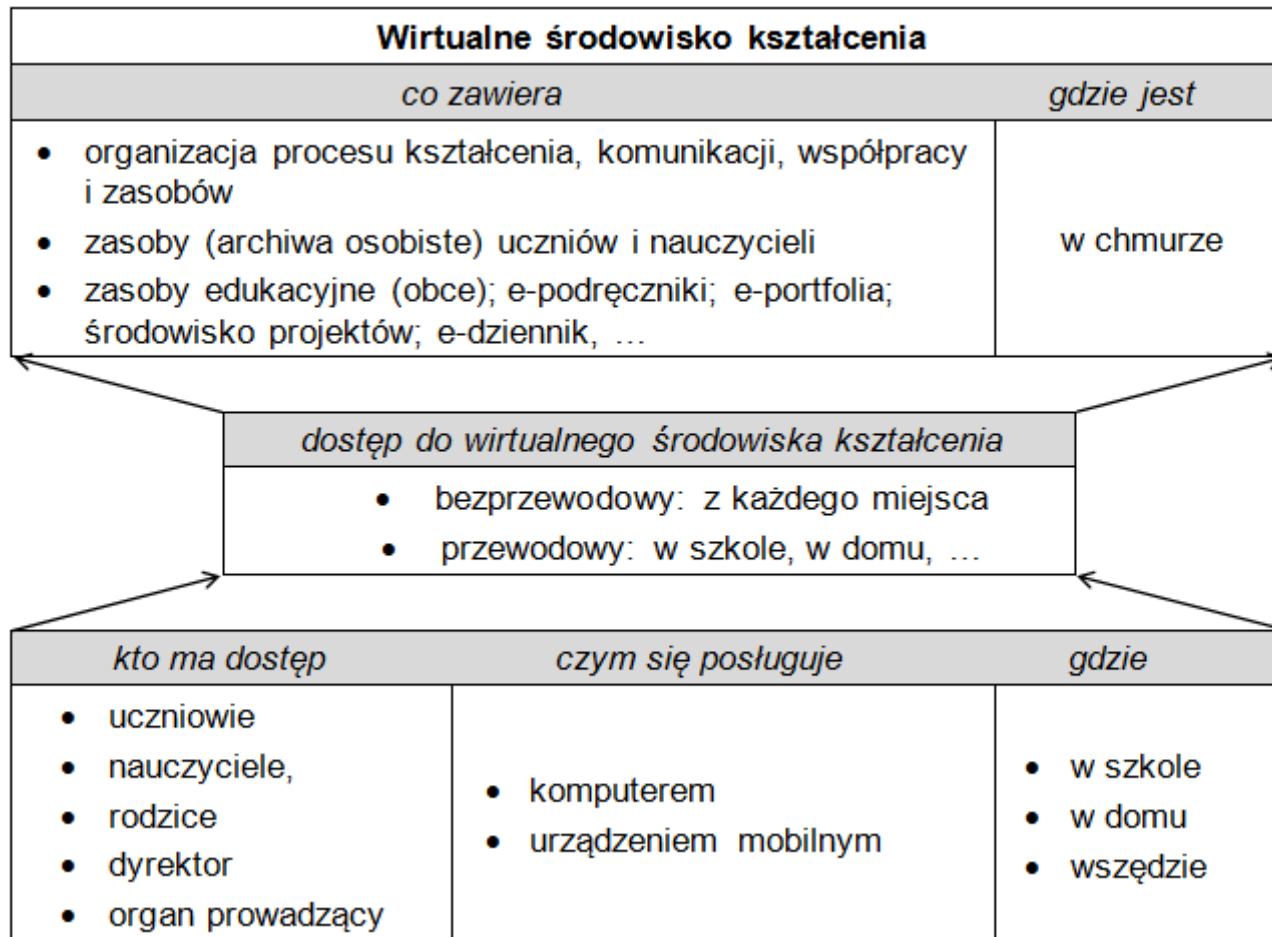 Wirtualne środowisko kształcenia
co zawiera
gdzie jest
• organizacja procesu kształcenia, komunikacji, współpracy
i zasobów
• zasoby (archiwa osobiste) uczniów i nauczycieli
• zasoby edukacyjne (obce); e-podręczniki; e-portfolia;
środowisko projektów; e-dziennik, …
w chmurze
dostęp do wirtualnego środowiska kształcenia
• bezprzewodowy: z każdego miejsca
• przewodowy: w szkole, w domu, …
kto ma dostęp
czym się posługuje
gdzie
• uczniowie
• nauczyciele,
• rodzice
• dyrektor
• organ prowadzący
• komputerem
• urządzeniem mobilnym
• w szkole
• w domu
• wszędzie